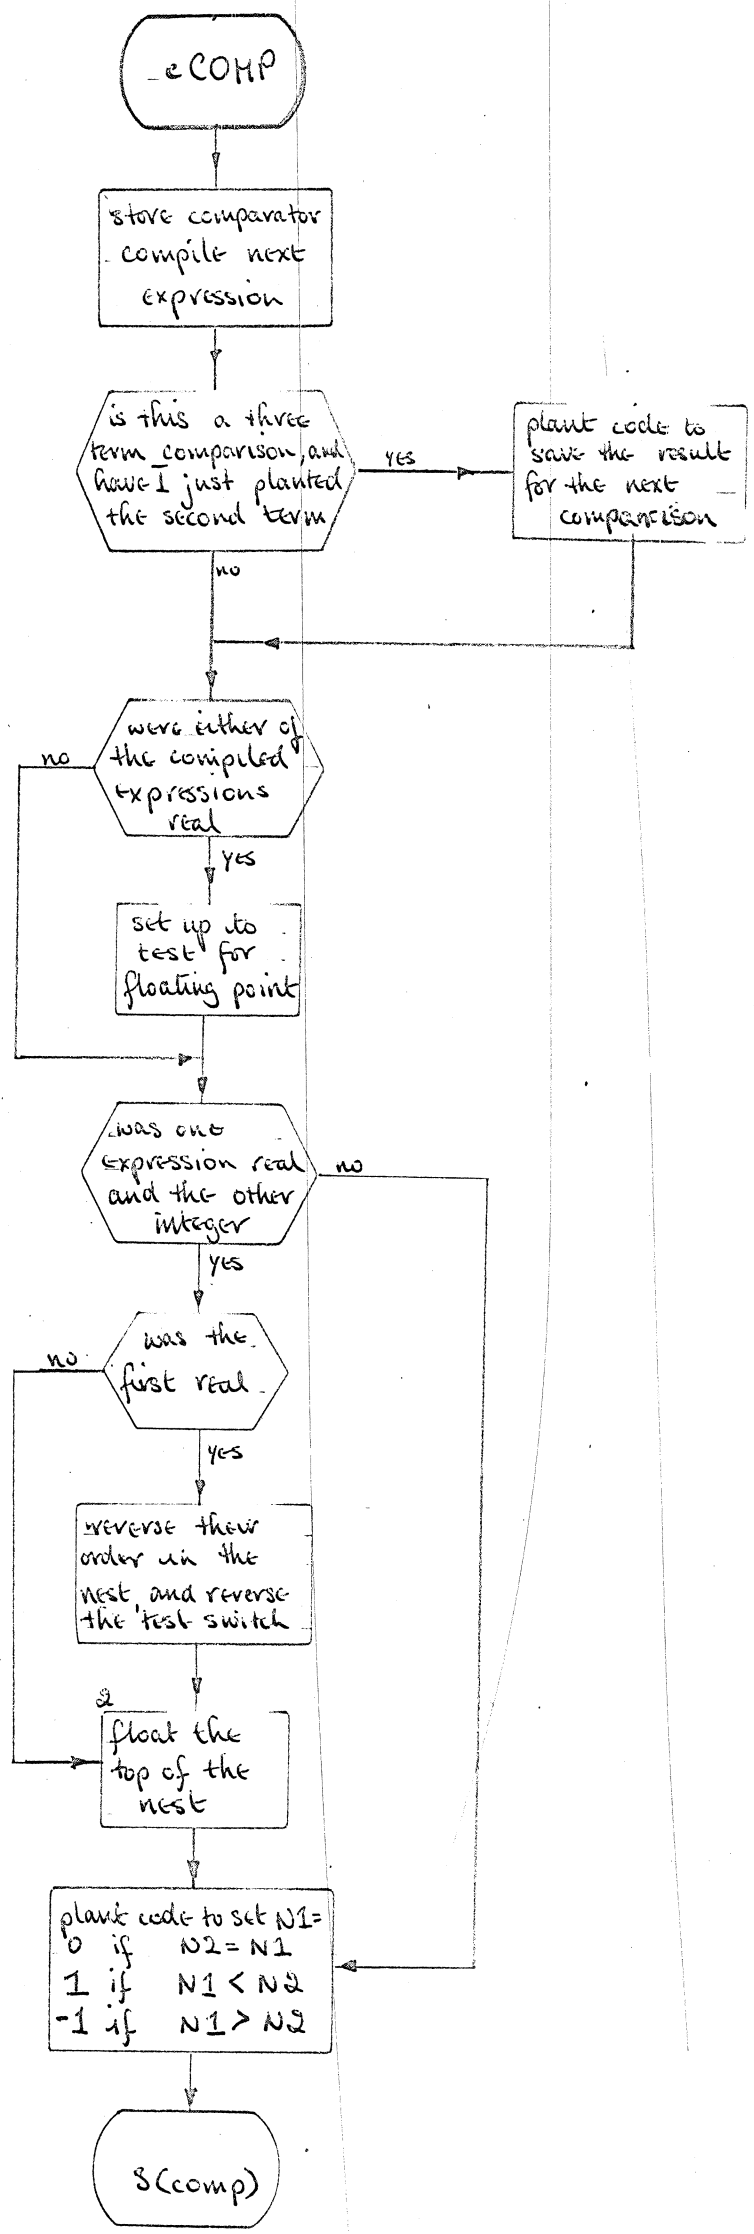 eCOMP
store comparator
compile next
expression
is this a three
term comparison, and
have I just planted
the second term
YES
plant code to
save the result
for the next
comparison
no
were either of
the compiled
expressions
real
no
YES
set up to
test for
floating point
was one
expression real
and the other
integer
no
YES
was the
first real
no
YES
reverse their
order in the
nest, and reverse
the test switch
2
float the
top of the
nest
plant code to set N1=
0 if N2 = N1
1 if N1 < N2
-1 if N1 > N2
S(comp)